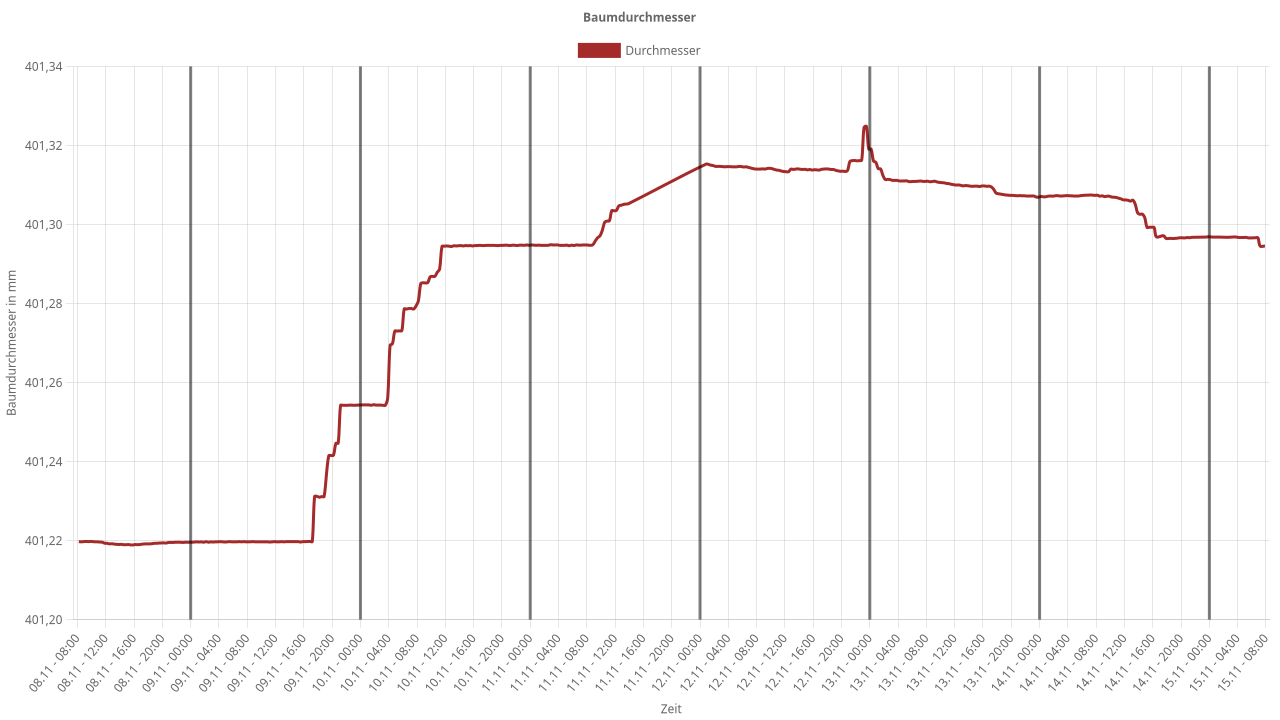 Baumdurchmesser
Durchmesser
401,34
401,32
401,30
401,28
401,26
401,24
401,22
401,20
Baumdurchmesser in mm
08.11 - 08:00
08.11 - 12:00
08.11 - 16:00
08.11 - 20:00
09.11 - 00:00
09.11 - 04:00
09.11 - 08:00
09.11 - 12:00
09.11 - 16:00
09.11 - 20:00
10.11 - 00:00
10.11 - 04:00
10.11 - 08:00
10.11 - 12:00
10.11 - 16:00
10.11 - 20:00
11.11 - 00:00
11.11 - 04:00
11.11 - 08:00
11.11 - 12:00
11.11 - 16:00
11.11 - 20:00
12.11 - 00:00
12.11 - 04:00
12.11 - 08:00
12.11 - 12:00
12.11 - 16:00
12.11 - 20:00
13.11 - 00:00
13.11 - 04:00
13.11 - 08:00
13.11 - 12:00
13.11 - 16:00
13.11 - 20:00
14.11 - 00:00
14.11 - 04:00
14.11 - 08:00
14.11 - 12:00
14.11 - 16:00
14.11 - 20:00
15.11 - 00:00
15.11 - 04:00
15.11 - 08:00
Zeit